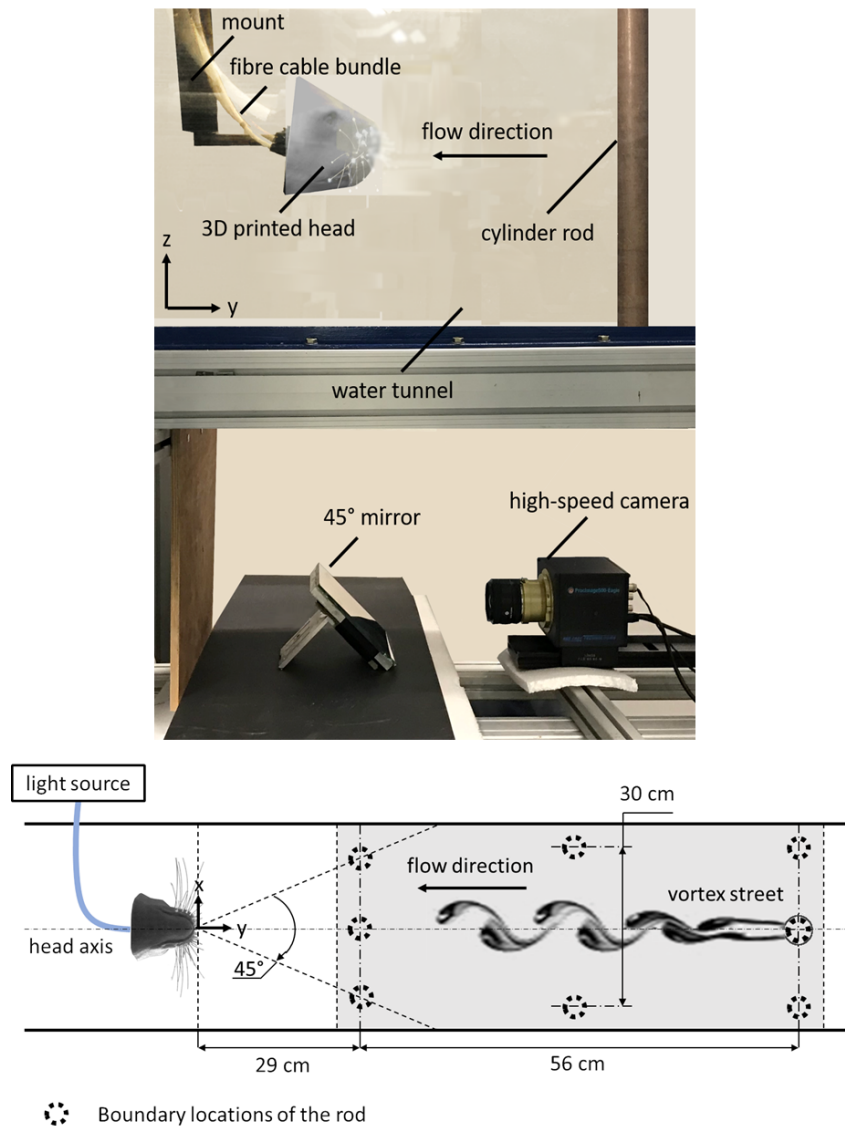 mount
fibre cable bundle
flow direction
3D printed head
cylinder rod
z
y
water tunnel
high-speed camera
45° mirror
light source
30 cm
flow direction
vortex street
x
y
head axis
45°
29 cm
56 cm
Boundary locations of the rod